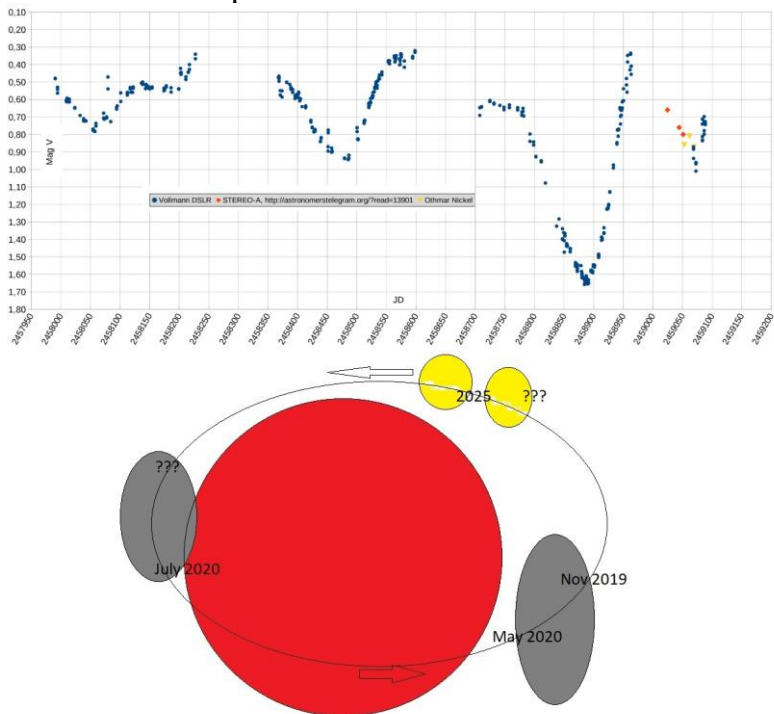 0.10
0.20
0.30
0.40
0.50
0.60
0.70
0.80
0.90
1.00
1.10
1.20
1.30
1.40
1.50
1.60
1.70
1.80
Mag V
Vollmann DSLR STEREO-A, http://astronomerstelegram.org/?read=13901 Othmar Nickel
JD
2457950 2458000 2458050 2458100 2458150 2458200 2458250 2458300 2458350 2458400 2458450 2458500 2458550 2458600 2458650 2458700 2458750 2458800 2458850 2458900 2458950 2459000 2459050 2459100 2459150 2459200
2025 ???
???
July 2020
Nov 2019
May 2020